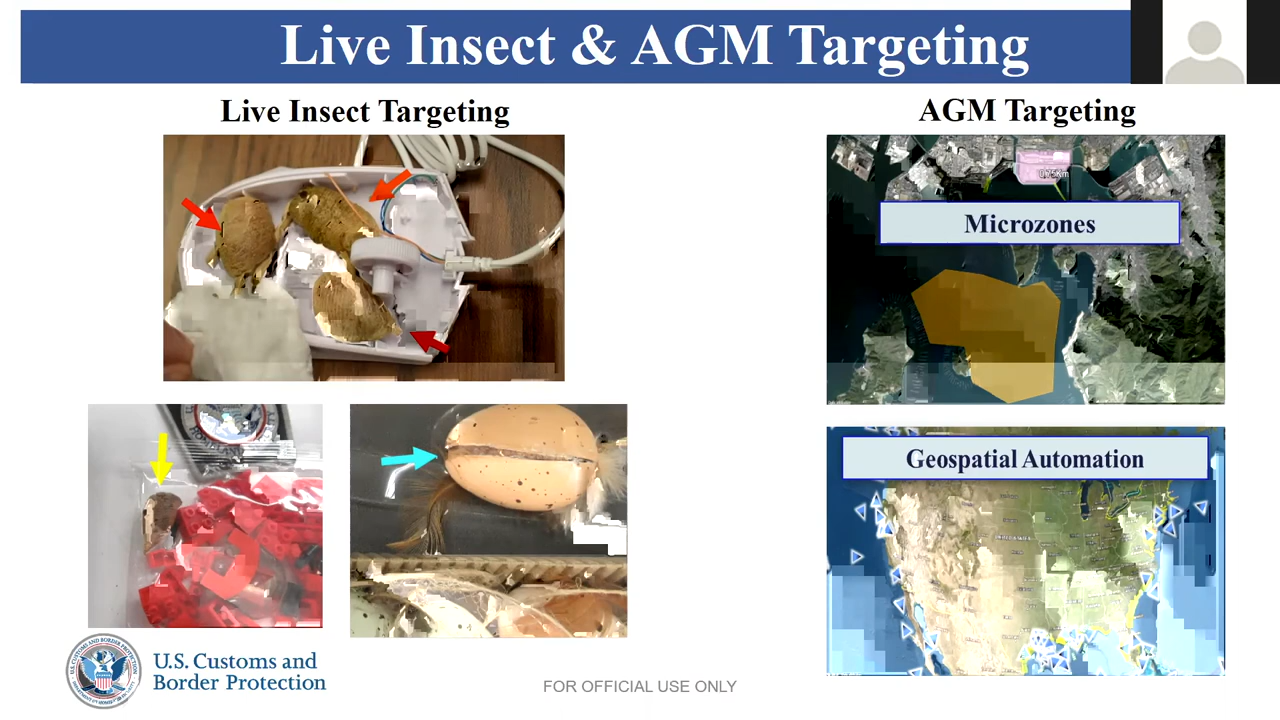 Live Insect & AGM Targeting
Live Insect Targeting
AGM Targeting
Microzones
Geospatial Automation
U.S. Customs and
Border Protection
FOR OFFICIAL USE ONLY